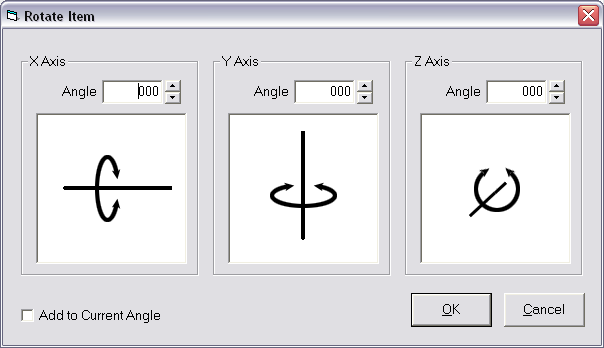 Rotate Item
X Axis Y Axis Z Axis
Angle 000 Angle 000 Angle 000
Add to Current Angle OK Cancel